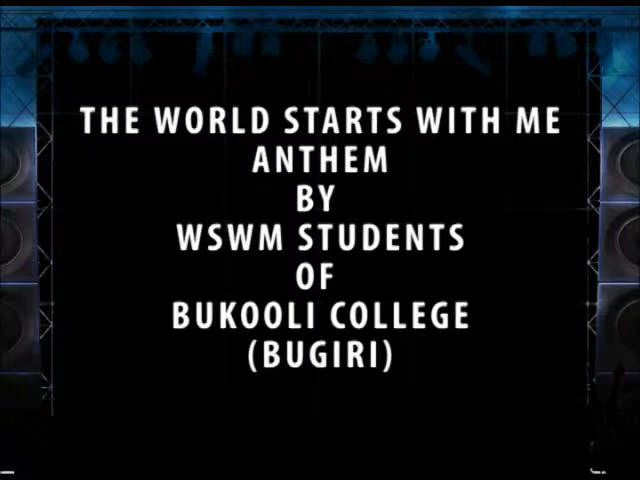 THE WORLD STARTS WITH ME
ANTHEM
BY
WSWM STUDENTS
OF
BUKOOLI COLLEGE
(BUGIRI)